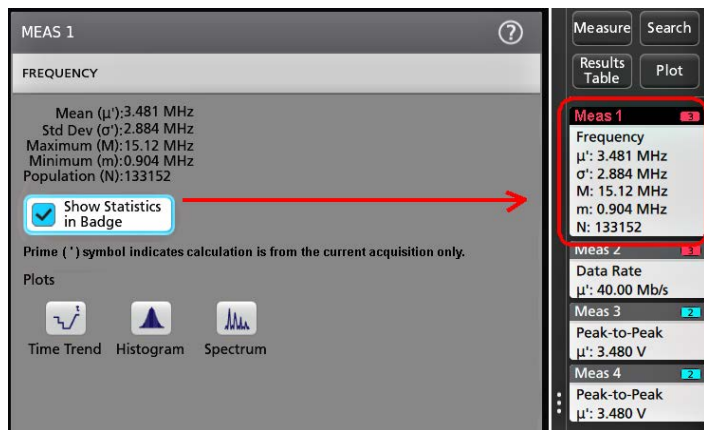 MEAS 1
?
FREQUENCY
Mean (µ'):3.481 MHz
Std Dev (σ'):2.884 MHz
Maximum (M):15.12 MHz
Minimum (m):0.904 MHz
Population (N):133152
Show Statistics
in Badge
Prime ( ' ) symbol indicates calculation is from the current acquisition only.
Plots
Time Trend Histogram Spectrum
Measure Search
Results
Table
Plot
Meas 1 3
Frequency
µ': 3.481 MHz
σ': 2.884 MHz
M: 15.12 MHz
m: 0.904 MHz
N: 133152
Meas 2 3
Data Rate
µ': 40.00 Mb/s
Meas 3 2
Peak-to-Peak
µ': 3.480 V
Meas 4 2
Peak-to-Peak
µ': 3.480 V